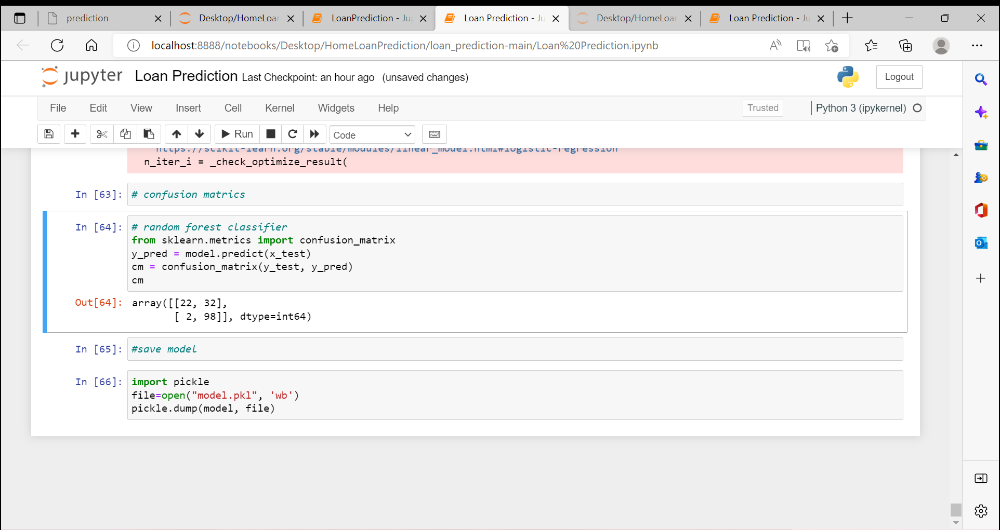 prediction
Desktop/HomeLoan
LoanPrediction - Ju
Loan Prediction - Ju
Desktop/HomeLoan
Loan Prediction - Ju
localhost:8888/notebooks/Desktop/HomeLoanPrediction/loan_prediction-main/Loan%20Prediction.ipynb
jupyter Loan Prediction Last Checkpoint: an hour ago (unsaved changes)
Logout
File Edit View Insert Cell Kernel Widgets Help
Trusted
Python 3 (ipykernel)
Run
Code
https://scikit-learn.org/stable/modules/linear_model.html#logistic-regression
n_iter_i = _check_optimize_result(
In [63]: # confusion matrics
In [64]: # random forest classifier
from sklearn.metrics import confusion_matrix
y_pred = model.predict(x_test)
cm = confusion_matrix(y_test, y_pred)
cm
Out[64]: array([[22, 32],
[ 2, 98]], dtype=int64)
In [65]: #save model
In [66]: import pickle
file=open("model.pkl", 'wb')
pickle.dump(model, file)